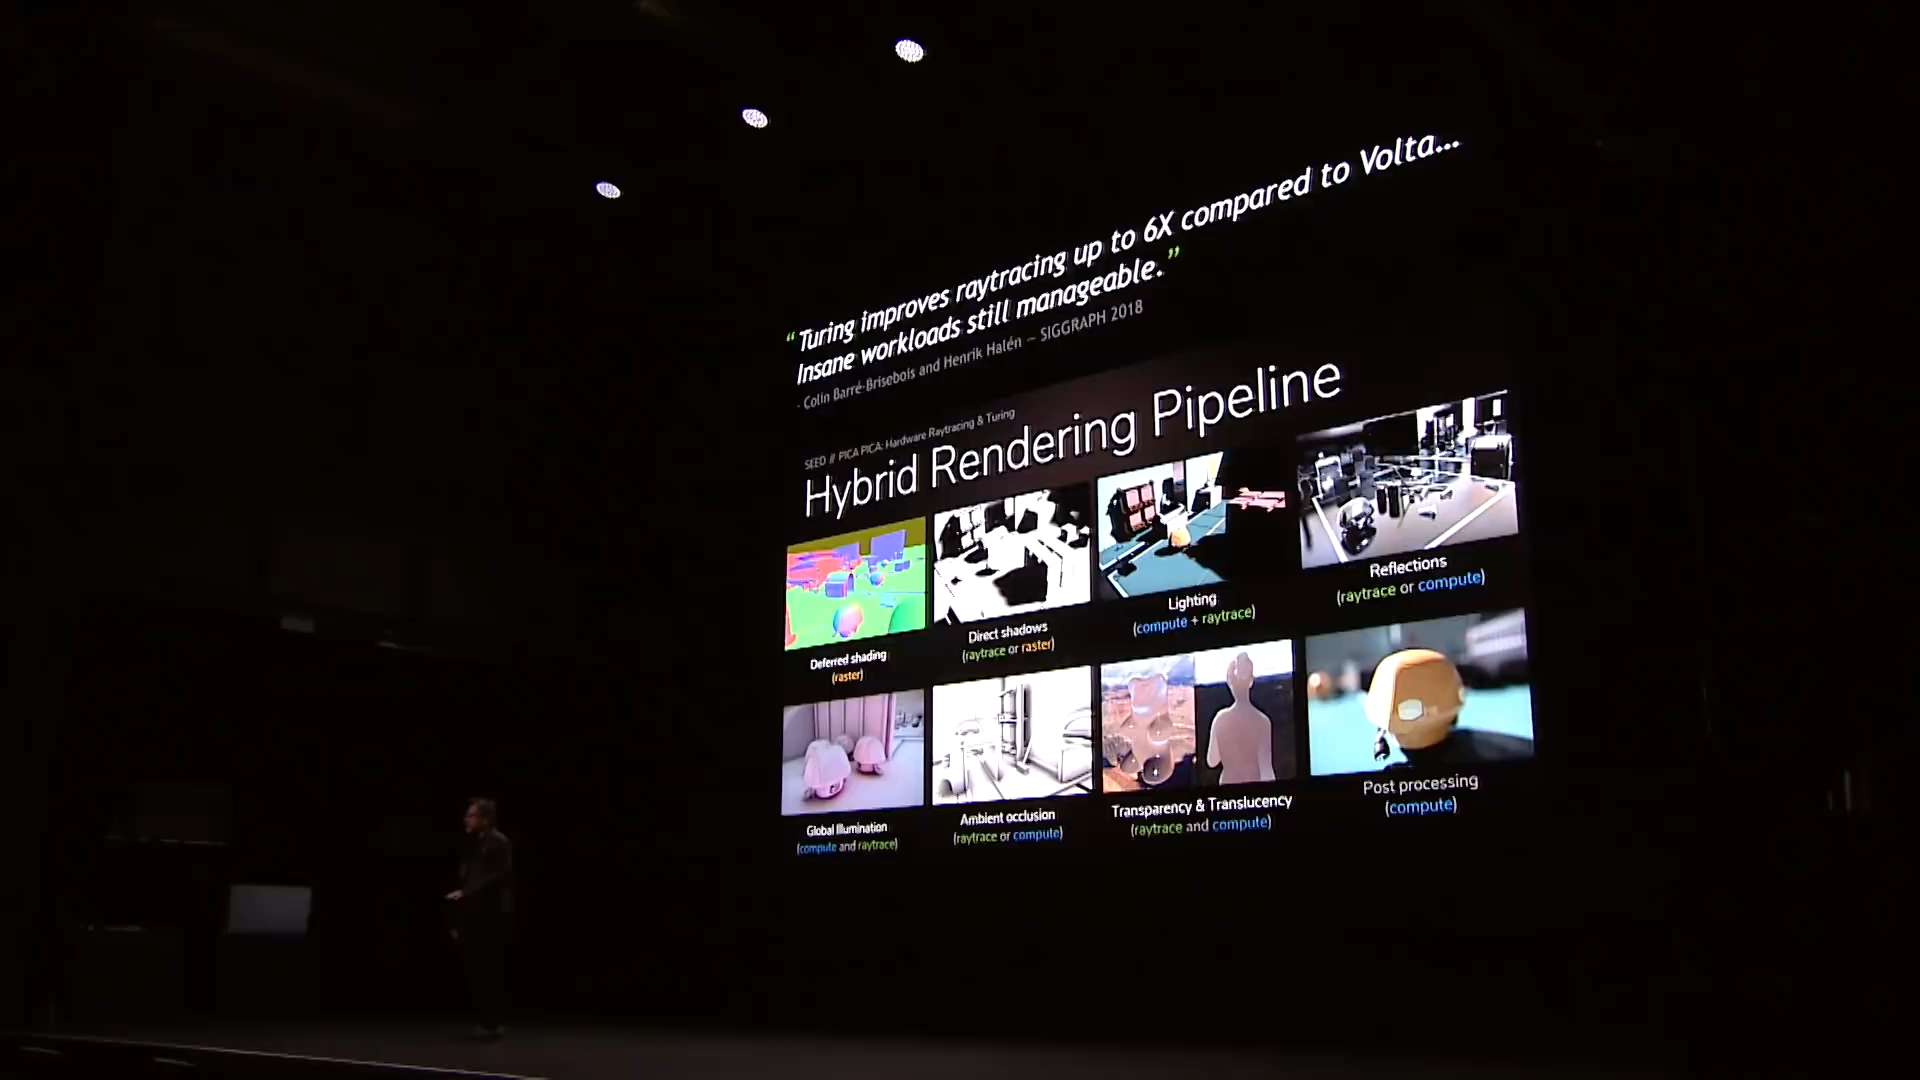 “Turing improves raytracing up to 6X compared to Volta...
Insane workloads still manageable.”
- Colin Barré-Brisebois and Henrik Halén – SIGGRAPH 2018
SEED // PICA PICA: Hardware Raytracing & Turing
Hybrid Rendering Pipeline
Deferred shading
(raster)
Direct shadows
(raytrace or raster)
Lighting
(compute + raytrace)
Reflections
(raytrace or compute)
Global Illumination
(compute and raytrace)
Ambient occlusion
(raytrace or compute)
Transparency & Translucency
(raytrace and compute)
Post processing
(compute)